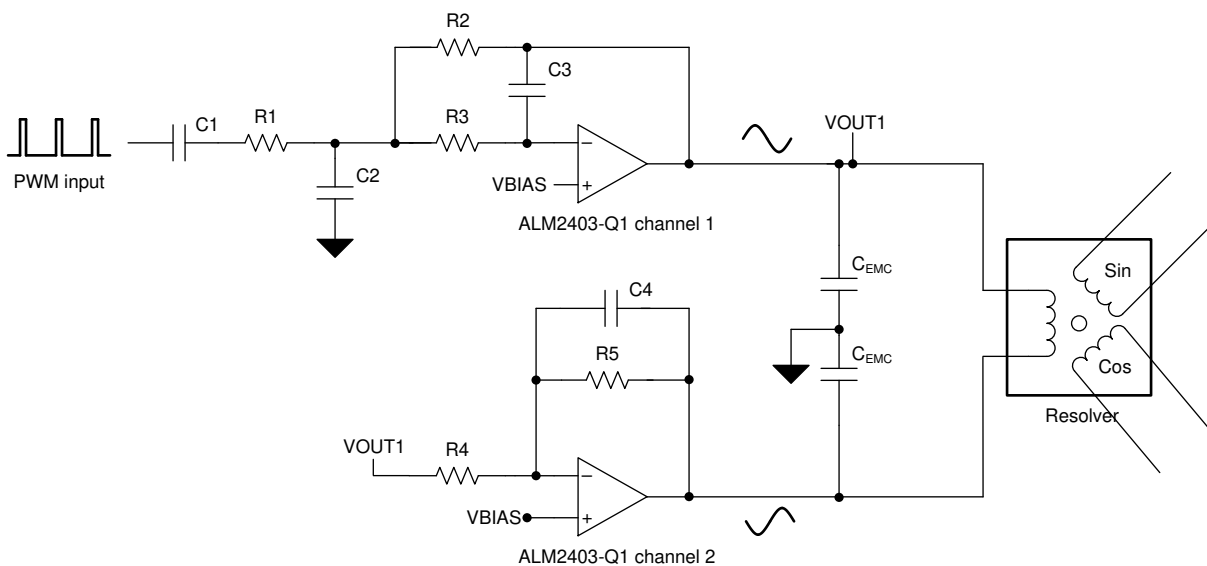 R2
C3
C1
R1
R3
PWM input
C2
VBIAS
ALM2403-Q1 channel 1
VOUT1
CEMC
Sin
C4
CEMC
R5
Cos
Resolver
VOUT1
R4
VBIAS
ALM2403-Q1 channel 2